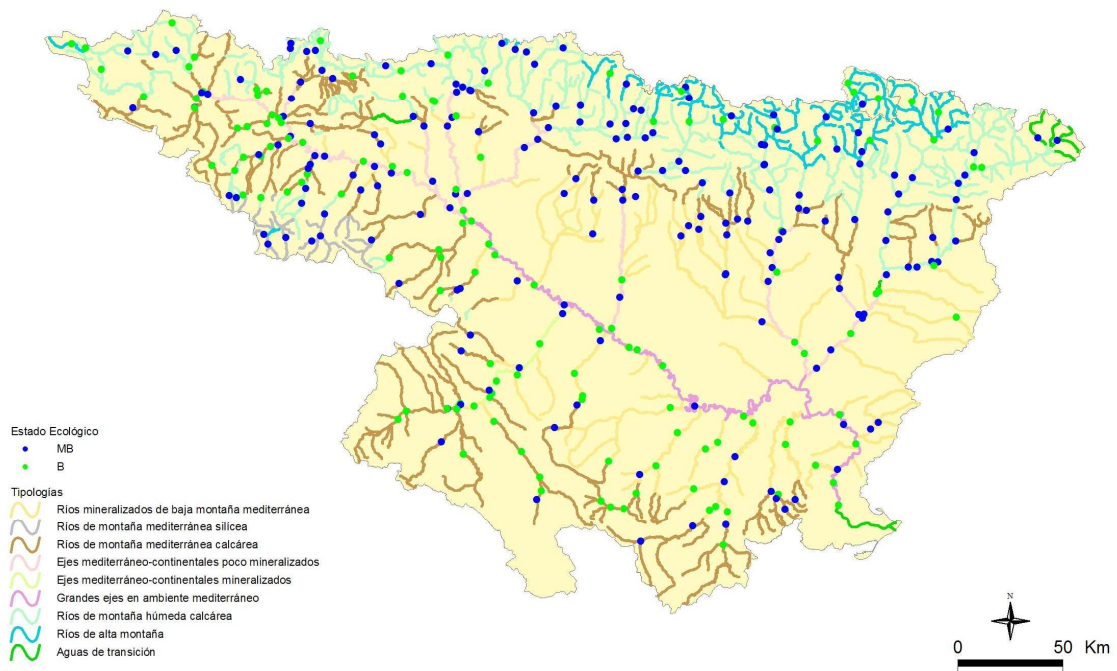 Estado Ecológico
MB
B
Tipologías
Ríos mineralizados de baja montaña mediterránea
Ríos de montaña mediterránea silícea
Ríos de montaña mediterránea calcárea
Ejes mediterráneo-continentales poco mineralizados
Ejes mediterráneo-continentales mineralizados
Grandes ejes en ambiente mediterráneo
Ríos de montaña húmeda calcárea
Ríos de alta montaña
Aguas de transición
N
0 50 Km